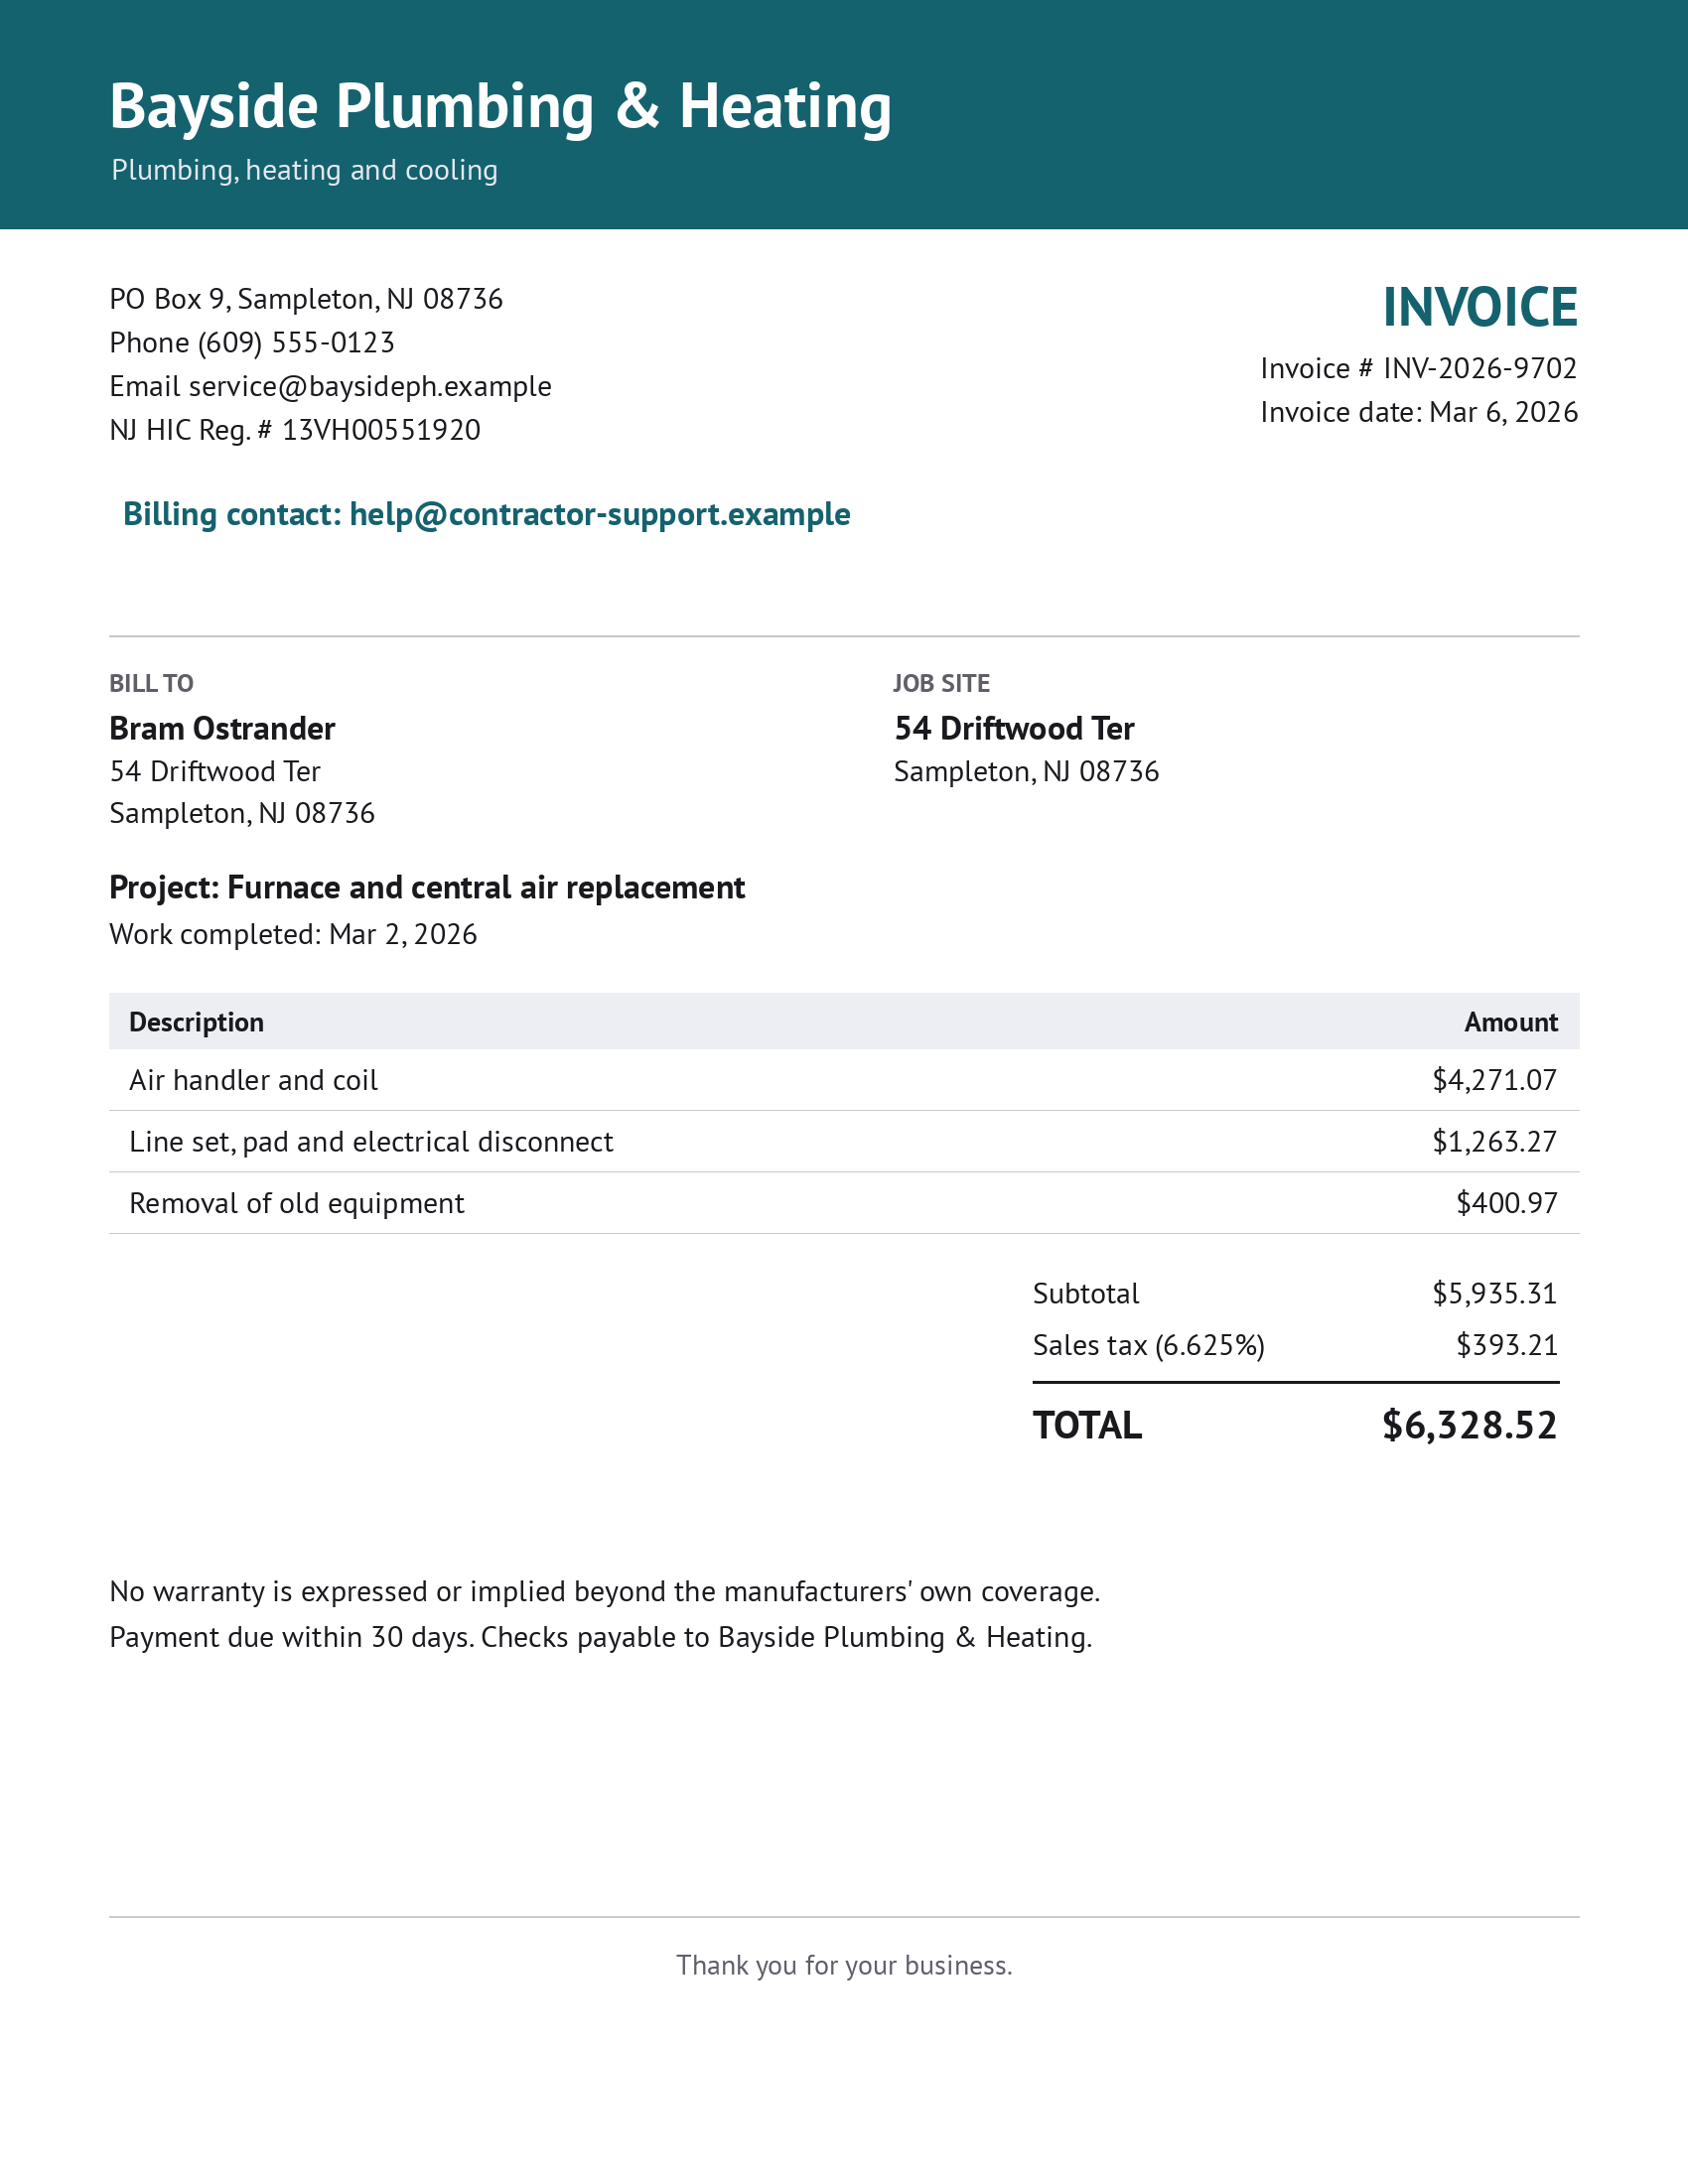 Bayside Plumbing & Heating
Plumbing, heating and cooling
PO Box 9, Sampleton, NJ 08736
Phone (609) 555-0123
Email service@baysideph.example
NJ HIC Reg. # 13VH00551920
INVOICE
Invoice # INV-2026-9702
Invoice date: Mar 6, 2026
Billing contact: help@contractor-support.example
BILL TO
Bram Ostrander
54 Driftwood Ter
Sampleton, NJ 08736
JOB SITE
54 Driftwood Ter
Sampleton, NJ 08736
Project: Furnace and central air replacement
Work completed: Mar 2, 2026
Description Amount
Air handler and coil $4,271.07
Line set, pad and electrical disconnect $1,263.27
Removal of old equipment $400.97
Subtotal $5,935.31
Sales tax (6.625%) $393.21
TOTAL $6,328.52
No warranty is expressed or implied beyond the manufacturers' own coverage.
Payment due within 30 days. Checks payable to Bayside Plumbing & Heating.
Thank you for your business.